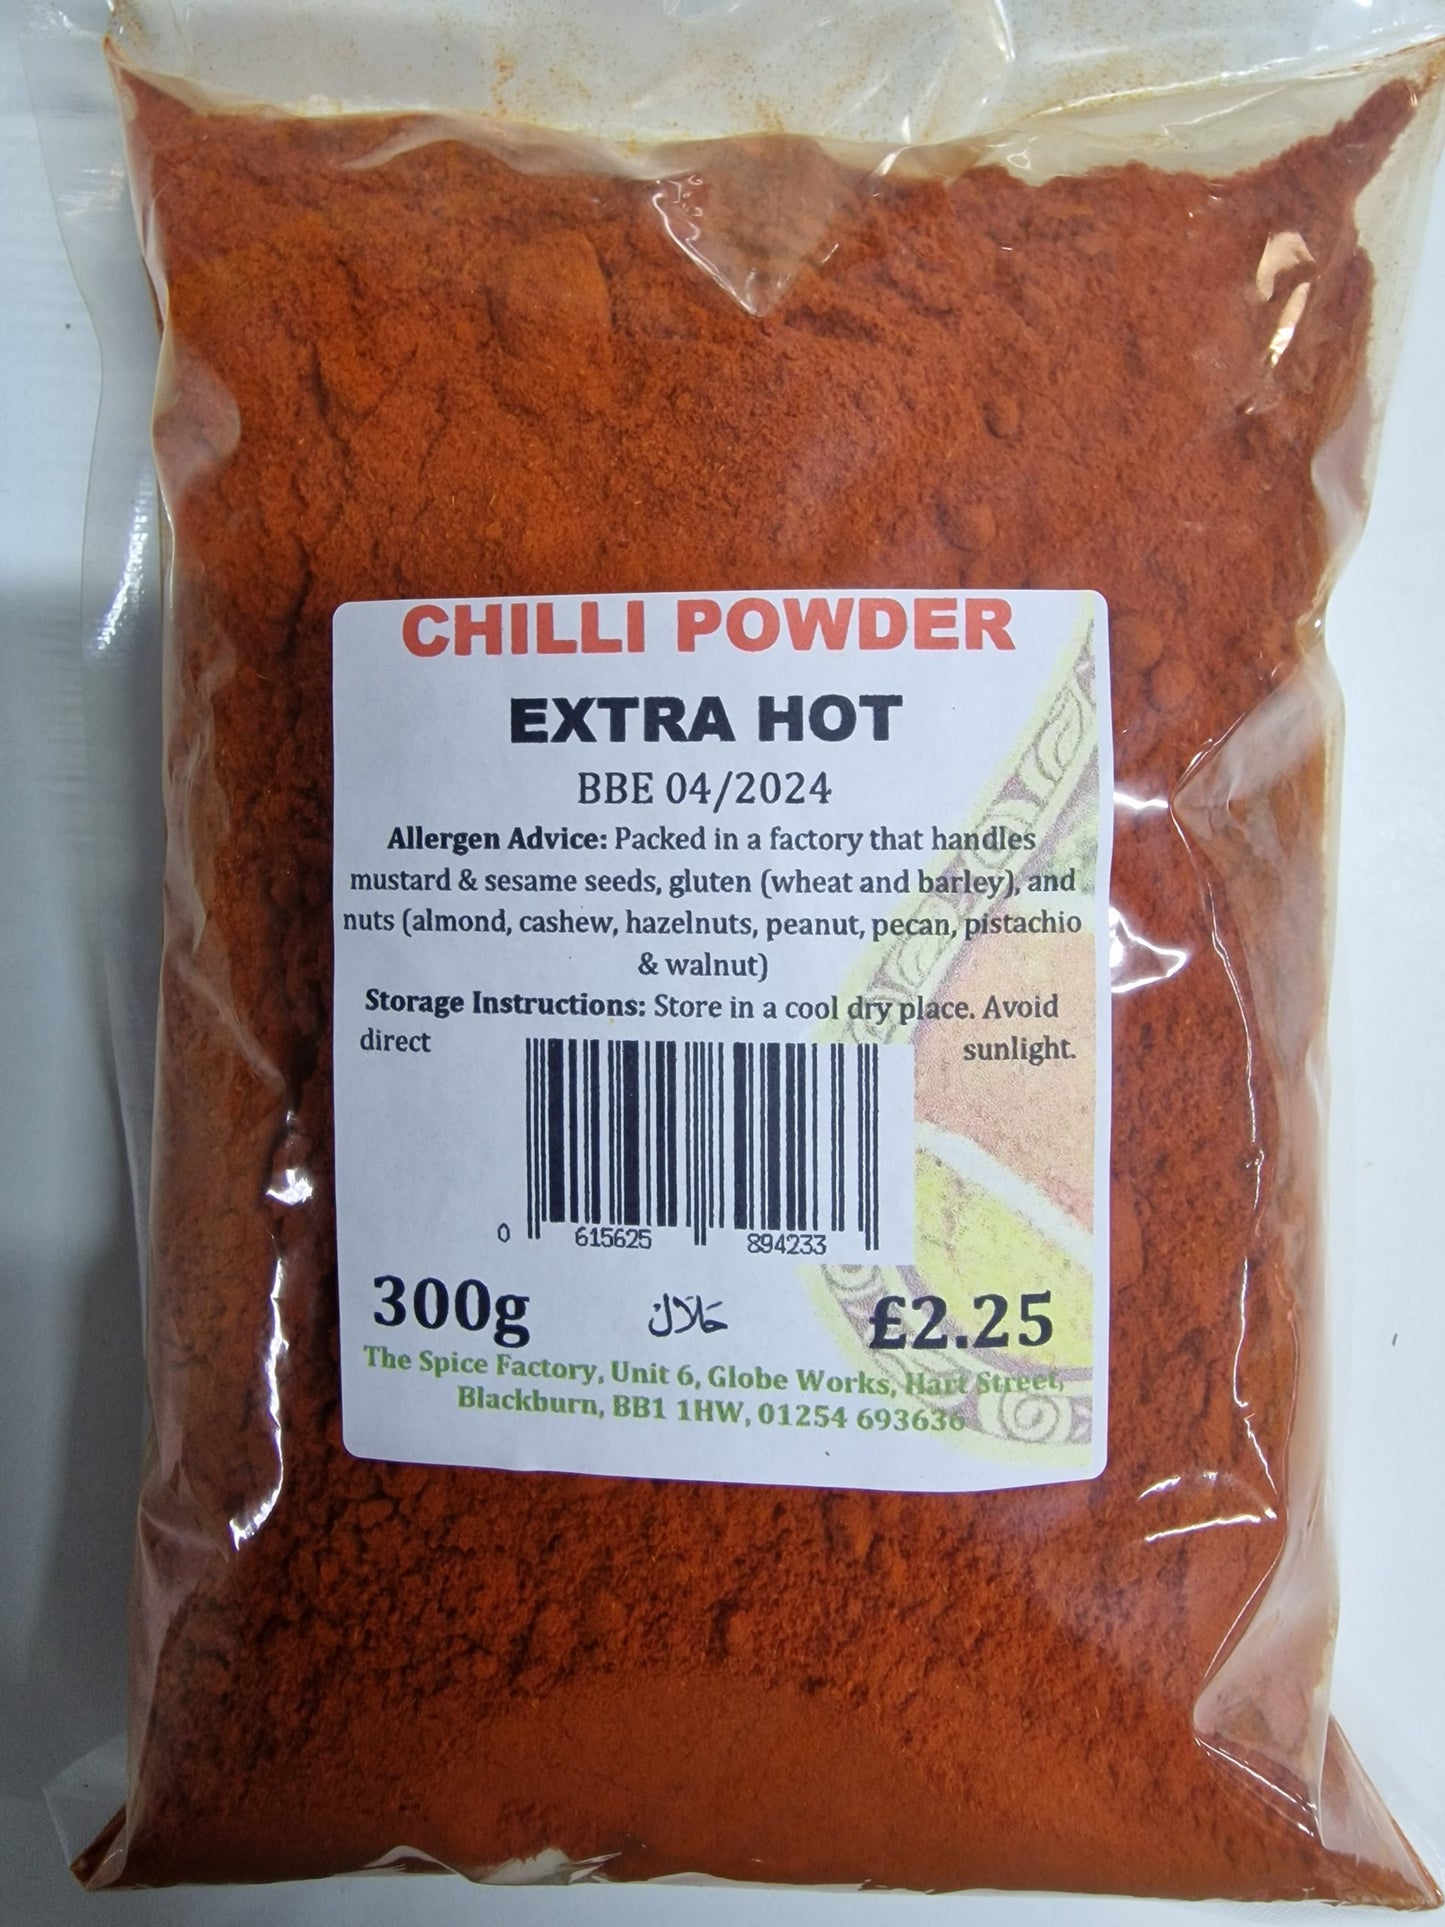 CHILLI POWDER
EXTRA HOT
BBE 04/2024
Allergen Advice: Packed in a factory that handles
mustard & sesame seeds, gluten (wheat and barley), and
nuts (almond, cashew, hazelnuts, peanut, pecan, pistachio
& walnut)
Storage Instructions: Store in a cool dry place. Avoid
direct sunlight.
0 615625 894233
300g حلال £2.25
The Spice Factory, Unit 6, Globe Works, Hart Street,
Blackburn, BB1 1HW, 01254 693636